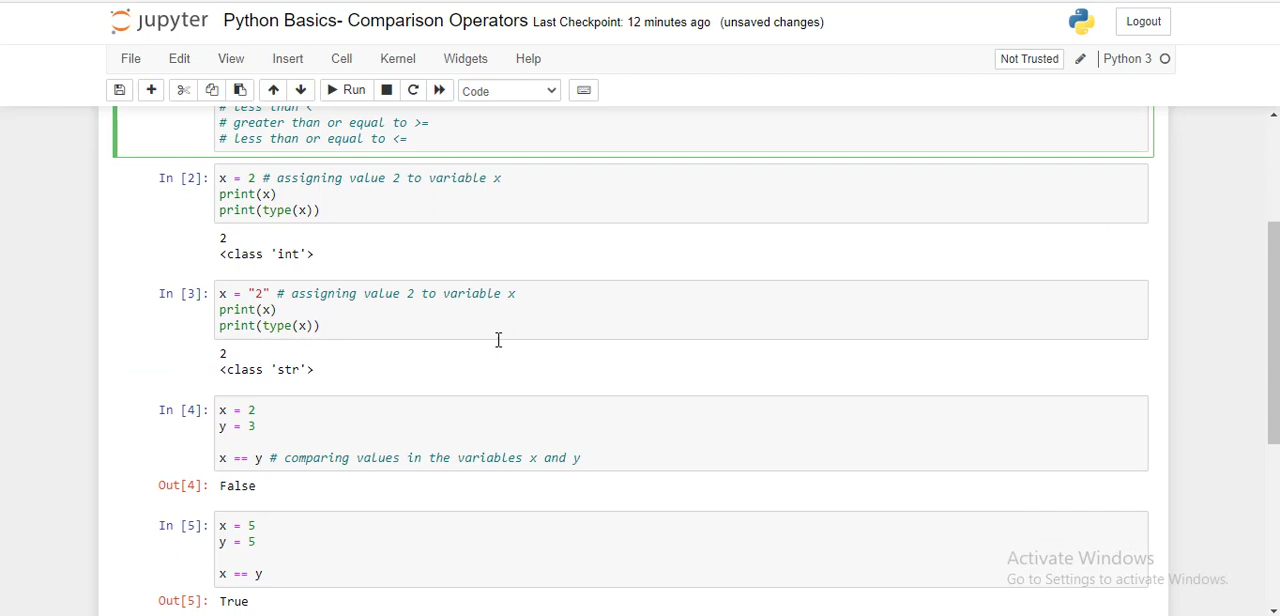 jupyter Python Basics- Comparison Operators Last Checkpoint: 12 minutes ago (unsaved changes) Logout
File Edit View Insert Cell Kernel Widgets Help Not Trusted Python 3
Run Code
# less than <
# greater than or equal to >=
# less than or equal to <=
In [2]: x = 2 # assigning value 2 to variable x
print(x)
print(type(x))
2
<class 'int'>
In [3]: x = "2" # assigning value 2 to variable x
print(x)
print(type(x))
2
<class 'str'>
In [4]: x = 2
y = 3
x == y # comparing values in the variables x and y
Out[4]: False
In [5]: x = 5
y = 5
x == y
Out[5]: True
Activate Windows
Go to Settings to activate Windows.